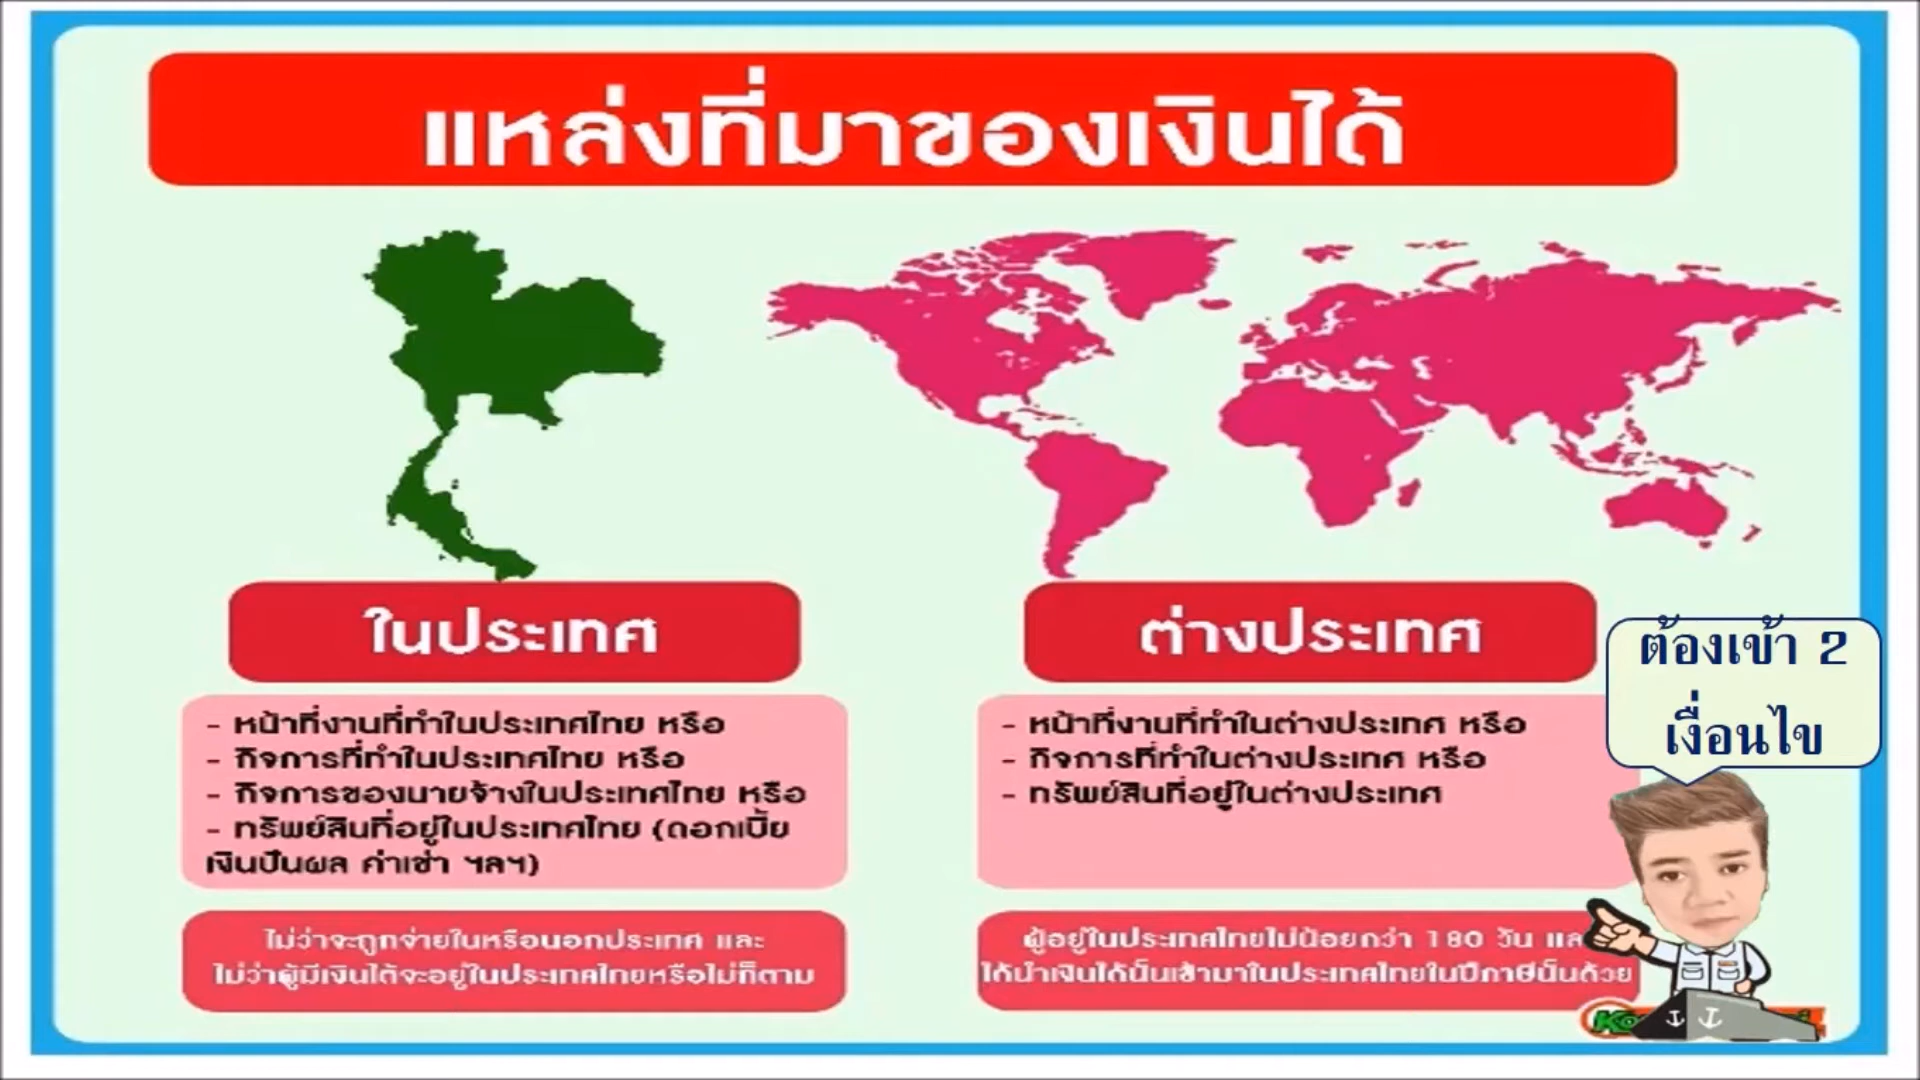 แหล่งที่มาของเงินได้
ในประเทศ
- หน้าที่งานที่ทำในประเทศไทย หรือ
- กิจการที่ทำในประเทศไทย หรือ
- กิจการของนายจ้างในประเทศไทย หรือ
- ทรัพย์สินที่อยู่ในประเทศไทย (ดอกเบี้ย
เงินปันผล ค่าเช่า ฯลฯ)
ไม่ว่าจะถูกจ่ายในหรือนอกประเทศ และ
ไม่ว่าผู้มีเงินได้จะอยู่ในประเทศไทยหรือไม่ก็ตาม
ต่างประเทศ
- หน้าที่งานที่ทำในต่างประเทศ หรือ
- กิจการที่ทำในต่างประเทศ หรือ
- ทรัพย์สินที่อยู่ในต่างประเทศ
ผู้อยู่ในประเทศไทยไม่น้อยกว่า 180 วัน และ
ได้นำเงินได้นั้นเข้ามาในประเทศไทยในปีภาษีนั้นด้วย
ต้องเข้า 2
เงื่อนไข